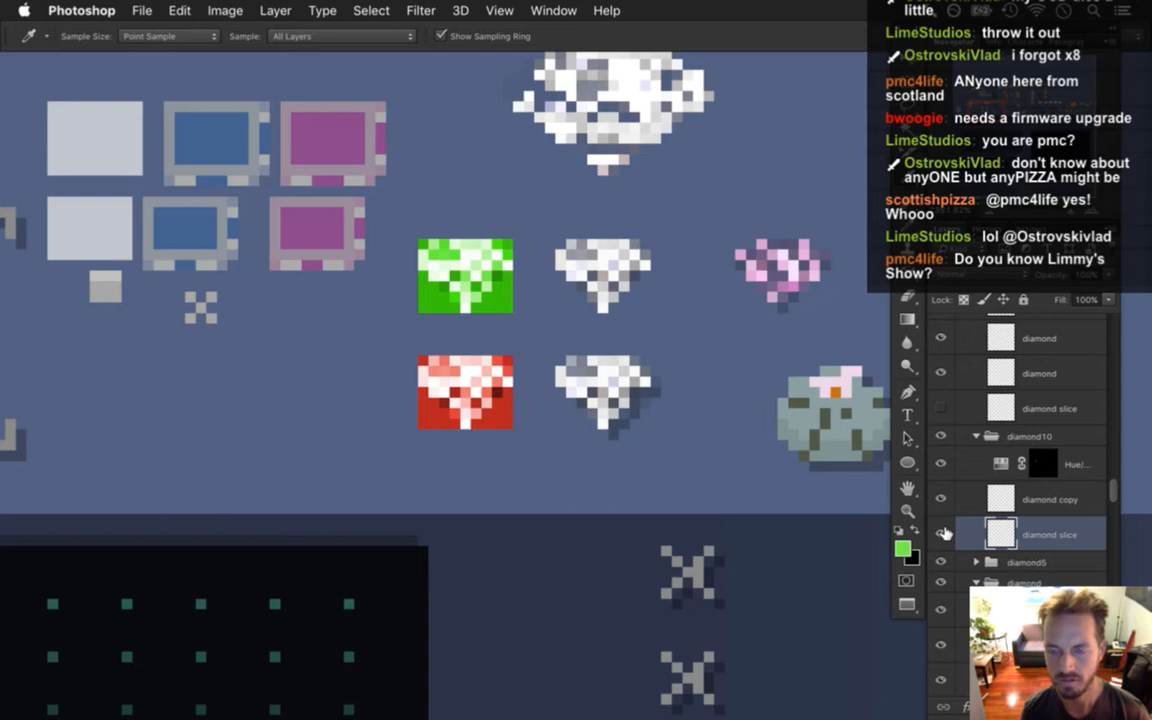 Photoshop File Edit Image Layer Type Select Filter 3D View Window Help
Sample Size: Point Sample Sample: All Layers Show Sampling Ring
little
LimeStudios throw it out
OstrovskiVlad i forgot x8
pmc4life ANyone here from
scotland
bwoogie needs a firmware upgrade
LimeStudios you are pmc?
OstrovskiVlad don't know about
anyONE but anyPIZZA might be
scottishpizza @pmc4life yes!
Whooo
LimeStudios lol @Ostrovskivlad
pmc4life Do you know Limmy's
Show?
Lock: Fill: 100%
diamond
diamond
diamond slice
diamond10
Hue/...
diamond copy
diamond slice
diamond5
diamond